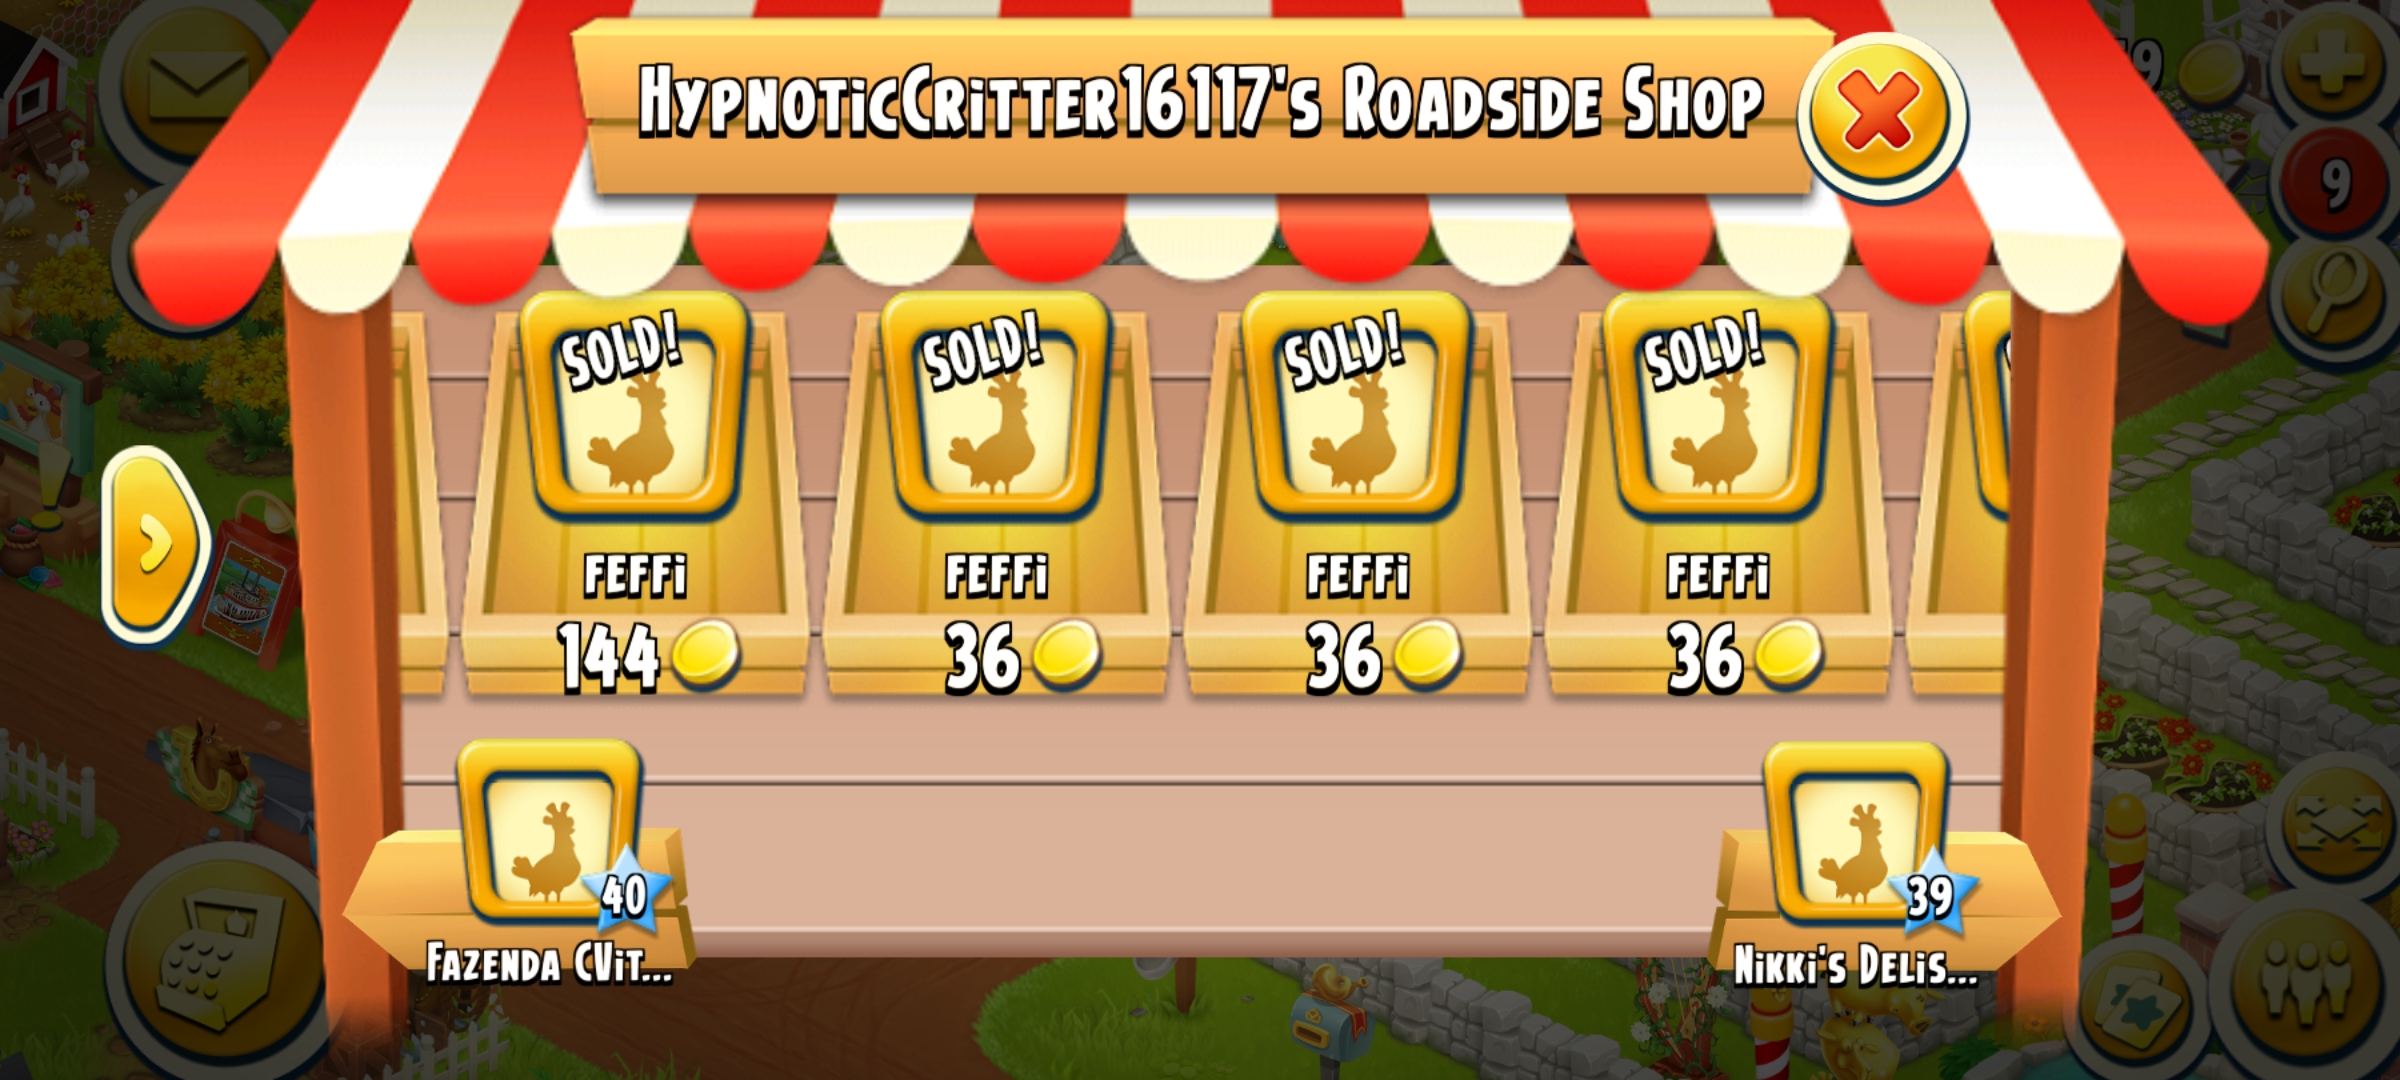 HypnoticCritter16117's Roadside Shop
9
9
SOLD! SOLD! SOLD! SOLD!
FEFFi FEFFi FEFFi FEFFi
144 36 36 36
40
Fazenda CVit...
39
Nikki's Delis...